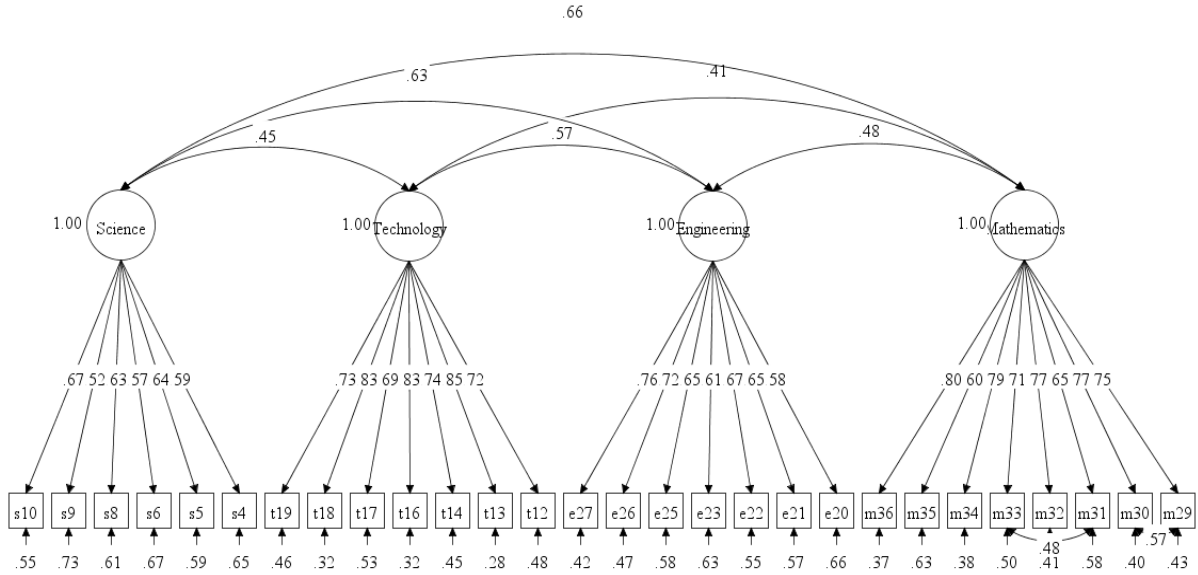 .66
.63 .41
.45 .57 .48
1.00 Science 1.00 Technology 1.00 Engineering 1.00 Mathematics
.67 52 63 57 64 59 .73 83 69 83 74 85 72 .76 72 65 61 67 65 58 .80 60 79 71 77 65 77 75
s10 s9 s8 s6 s5 s4 t19 t18 t17 t16 t14 t13 t12 e27 e26 e25 e23 e22 e21 e20 m36 m35 m34 m33 m32 m31 m30 m29
.48 .57
.55 .73 .61 .67 .59 .65 .46 .32 .53 .32 .45 .28 .48 .42 .47 .58 .63 .55 .57 .66 .37 .63 .38 .50 .41 .58 .40 .43